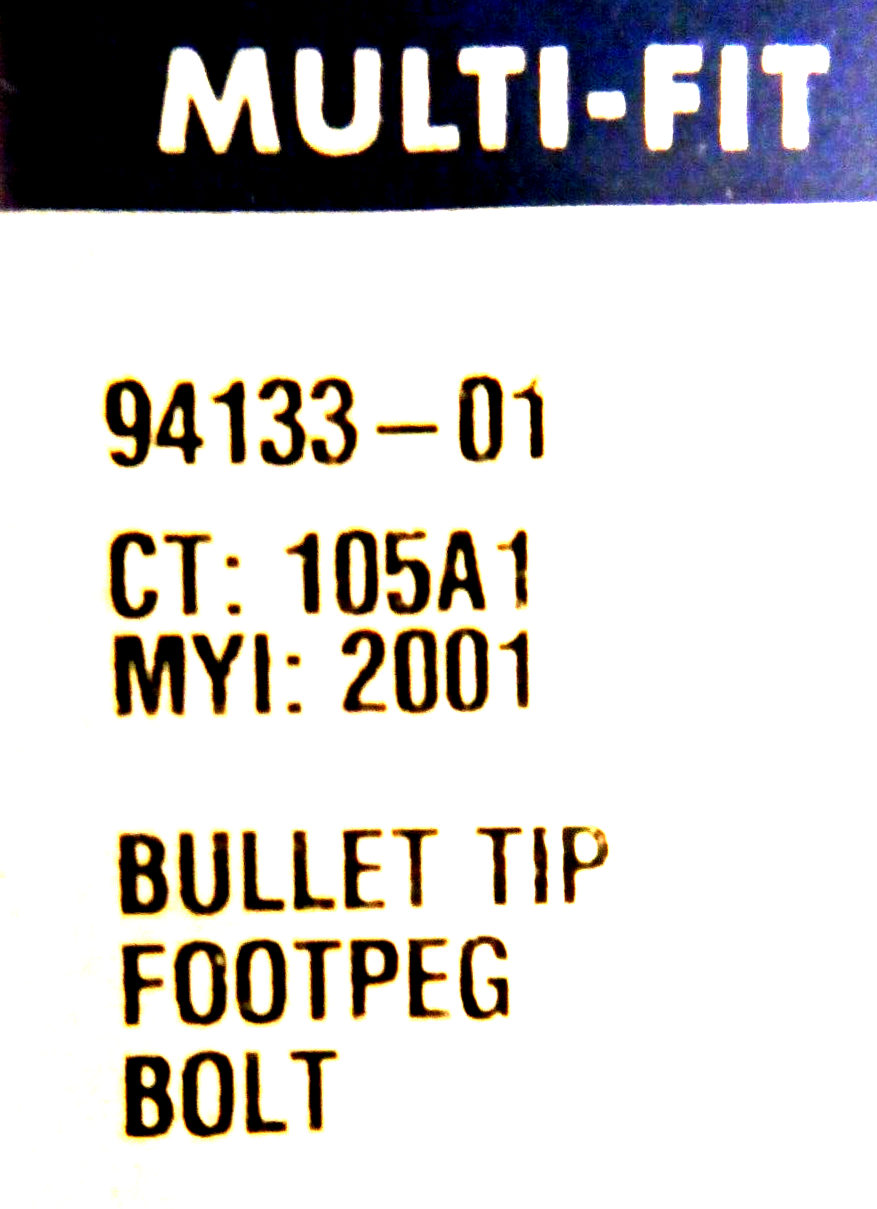 MULTI-FIT
94133-01
CT: 105A1
MYI: 2001
BULLET TIP
FOOTPEG
BOLT